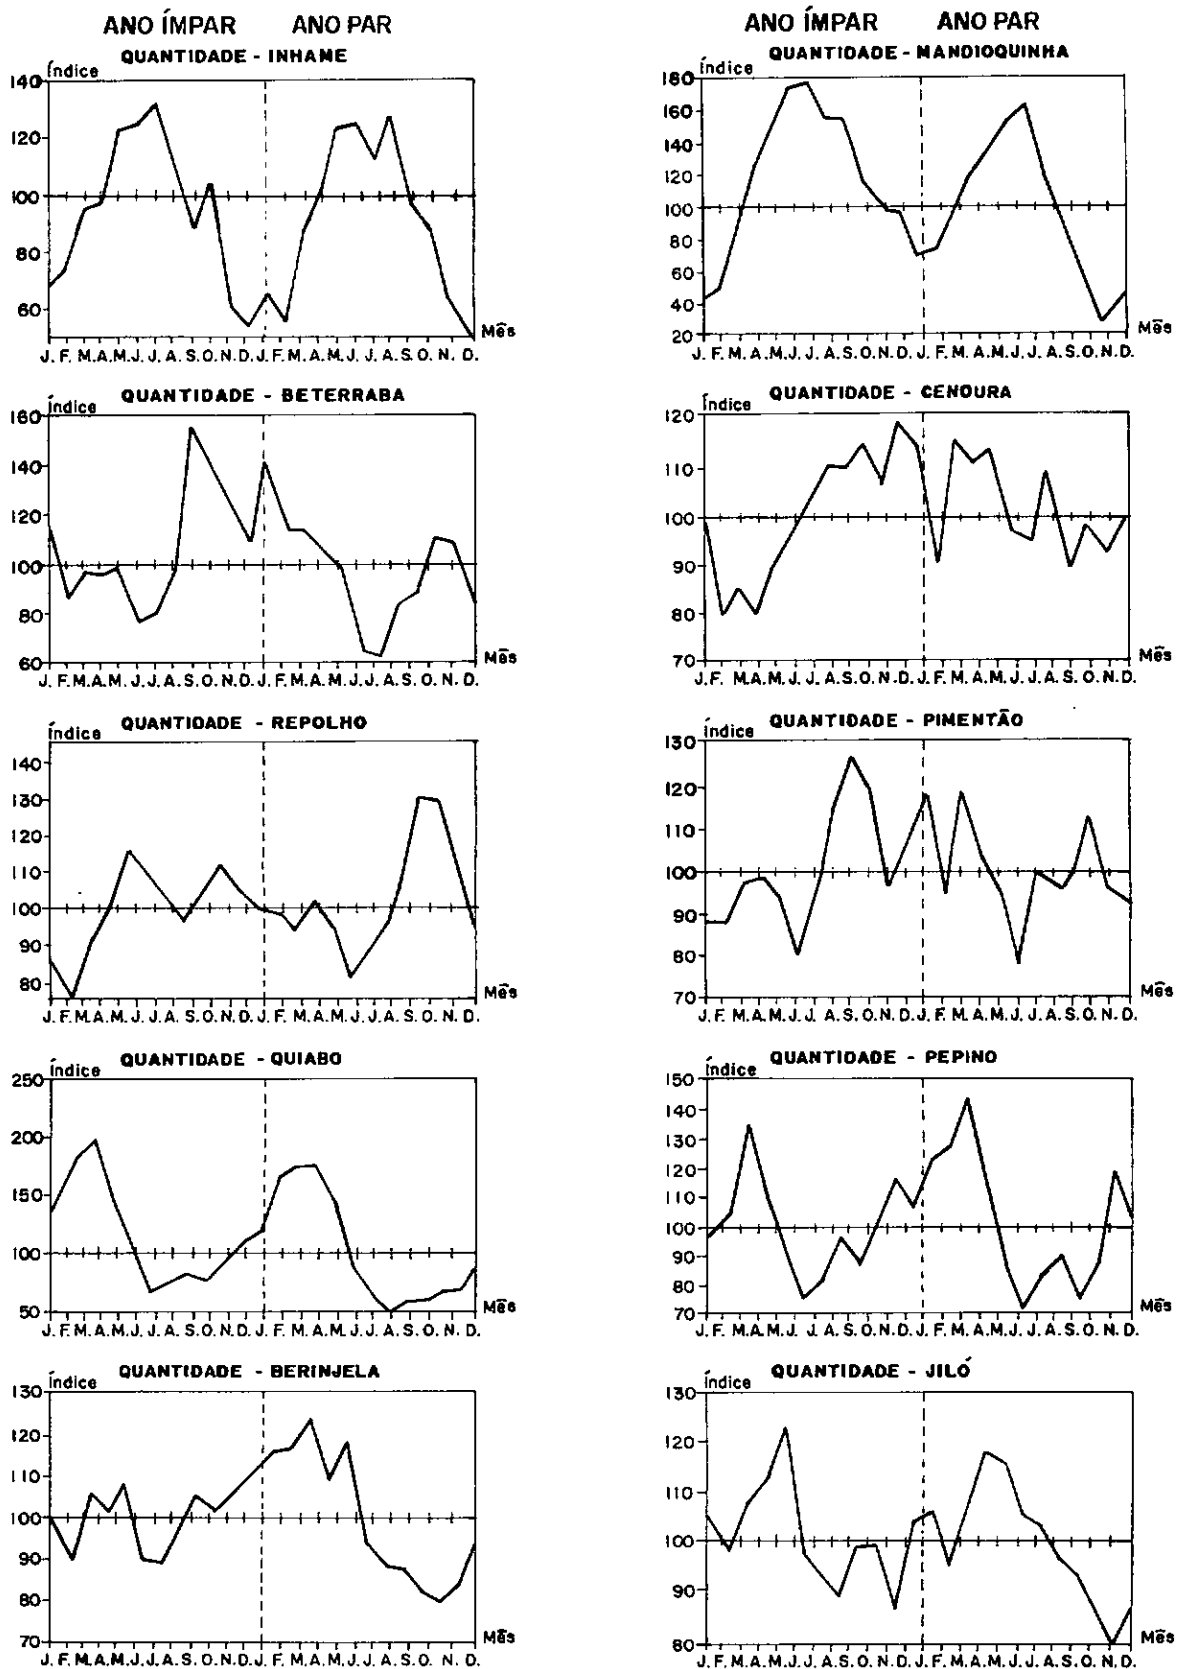 ANO ÍMPAR ANO PAR
QUANTIDADE - INHAME
Índice
140
120
100
80
60
Mês
J. F. M. A. M. J. J. A. S. O. N. D. J. F. M. A. M. J. J. A. S. O. N. D.
QUANTIDADE - BETERRABA
Índice
160
140
120
100
80
60
Mês
J. F. M. A. M. J. J. A. S. O. N. D. J. F. M. A. M. J. J. A. S. O. N. D.
QUANTIDADE - REPOLHO
Índice
140
130
120
110
100
90
80
Mês
J. F. M. A. M. J. J. A. S. O. N. D. J. F. M. A. M. J. J. A. S. O. N. D.
QUANTIDADE - QUIABO
Índice
250
200
150
100
50
Mês
J. F. M. A. M. J. J. A. S. O. N. D. J. F. M. A. M. J. J. A. S. O. N. D.
QUANTIDADE - BERINJELA
Índice
130
120
110
100
90
80
70
Mês
J. F. M. A. M. J. J. A. S. O. N. D. J. F. M. A. M. J. J. A. S. O. N. D.
ANO ÍMPAR ANO PAR
QUANTIDADE - MANDIOQUINHA
Índice
180
160
140
120
100
80
60
40
20
Mês
J. F. M. A. M. J. J. A. S. O. N. D. J. F. M. A. M. J. J. A. S. O. N. D.
QUANTIDADE - CENOURA
Índice
120
110
100
90
80
70
Mês
J. F. M. A. M. J. J. A. S. O. N. D. J. F. M. A. M. J. J. A. S. O. N. D.
QUANTIDADE - PIMENTÃO
Índice
130
120
110
100
90
80
70
Mês
J. F. M. A. M. J. J. A. S. O. N. D. J. F. M. A. M. J. J. A. S. O. N. D.
QUANTIDADE - PEPINO
Índice
150
140
130
120
110
100
90
80
70
Mês
J. F. M. A. M. J. J. A. S. O. N. D. J. F. M. A. M. J. J. A. S. O. N. D.
QUANTIDADE - JILÓ
Índice
130
120
110
100
90
80
Mês
J. F. M. A. M. J. J. A. S. O. N. D. J. F. M. A. M. J. J. A. S. O. N. D.